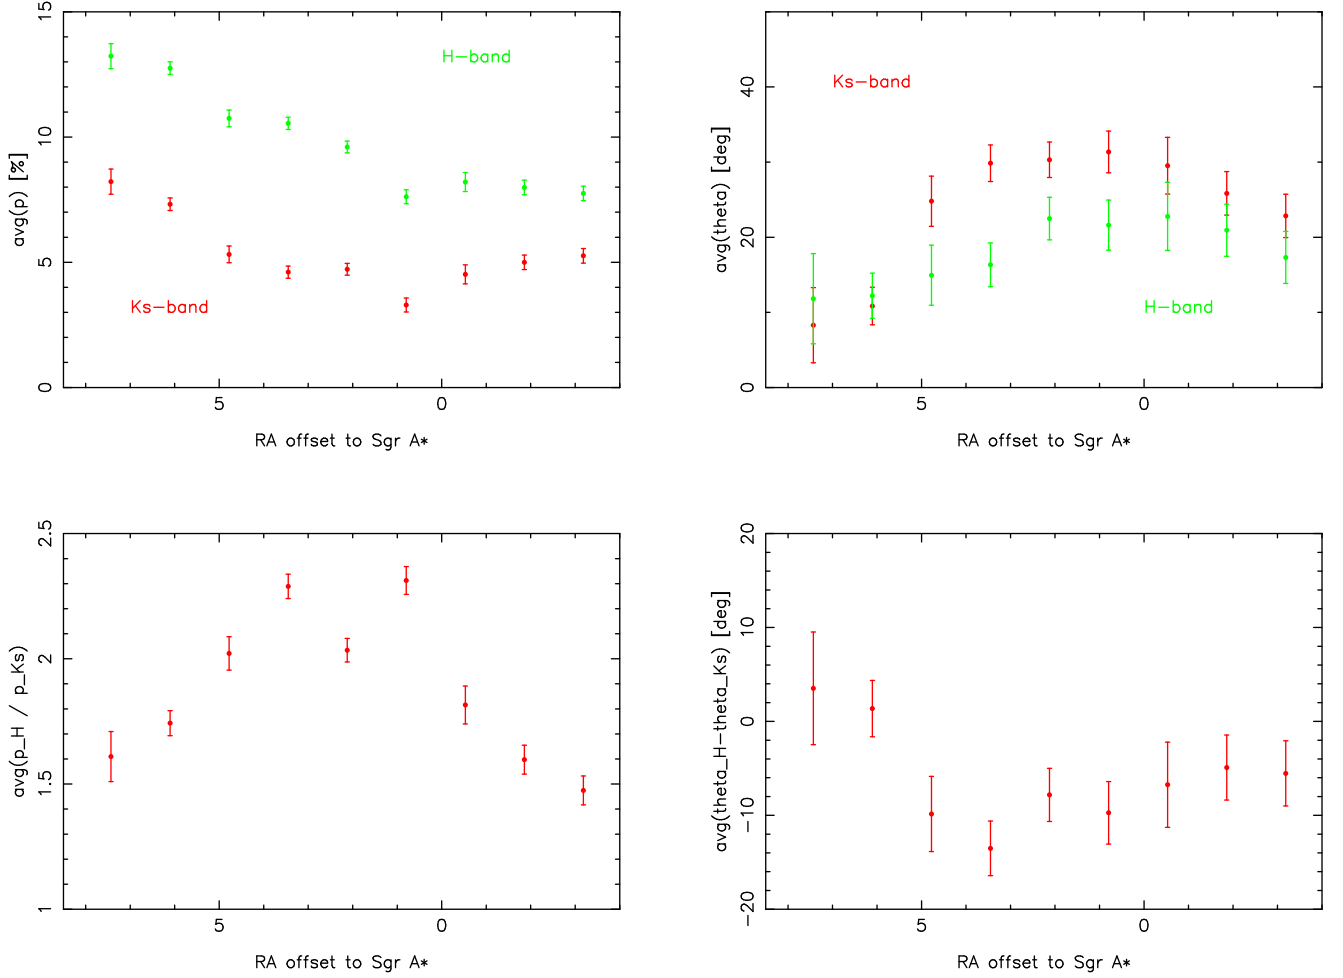 15
10
5
0
avg(p) [%]
H-band
Ks-band
5 0
RA offset to Sgr A*
40
20
0
avg(theta) [deg]
Ks-band
H-band
5 0
RA offset to Sgr A*
2.5
2
1.5
1
avg(p_H / p_Ks)
5 0
RA offset to Sgr A*
20
10
0
-10
-20
avg(theta_H-theta_Ks) [deg]
5 0
RA offset to Sgr A*